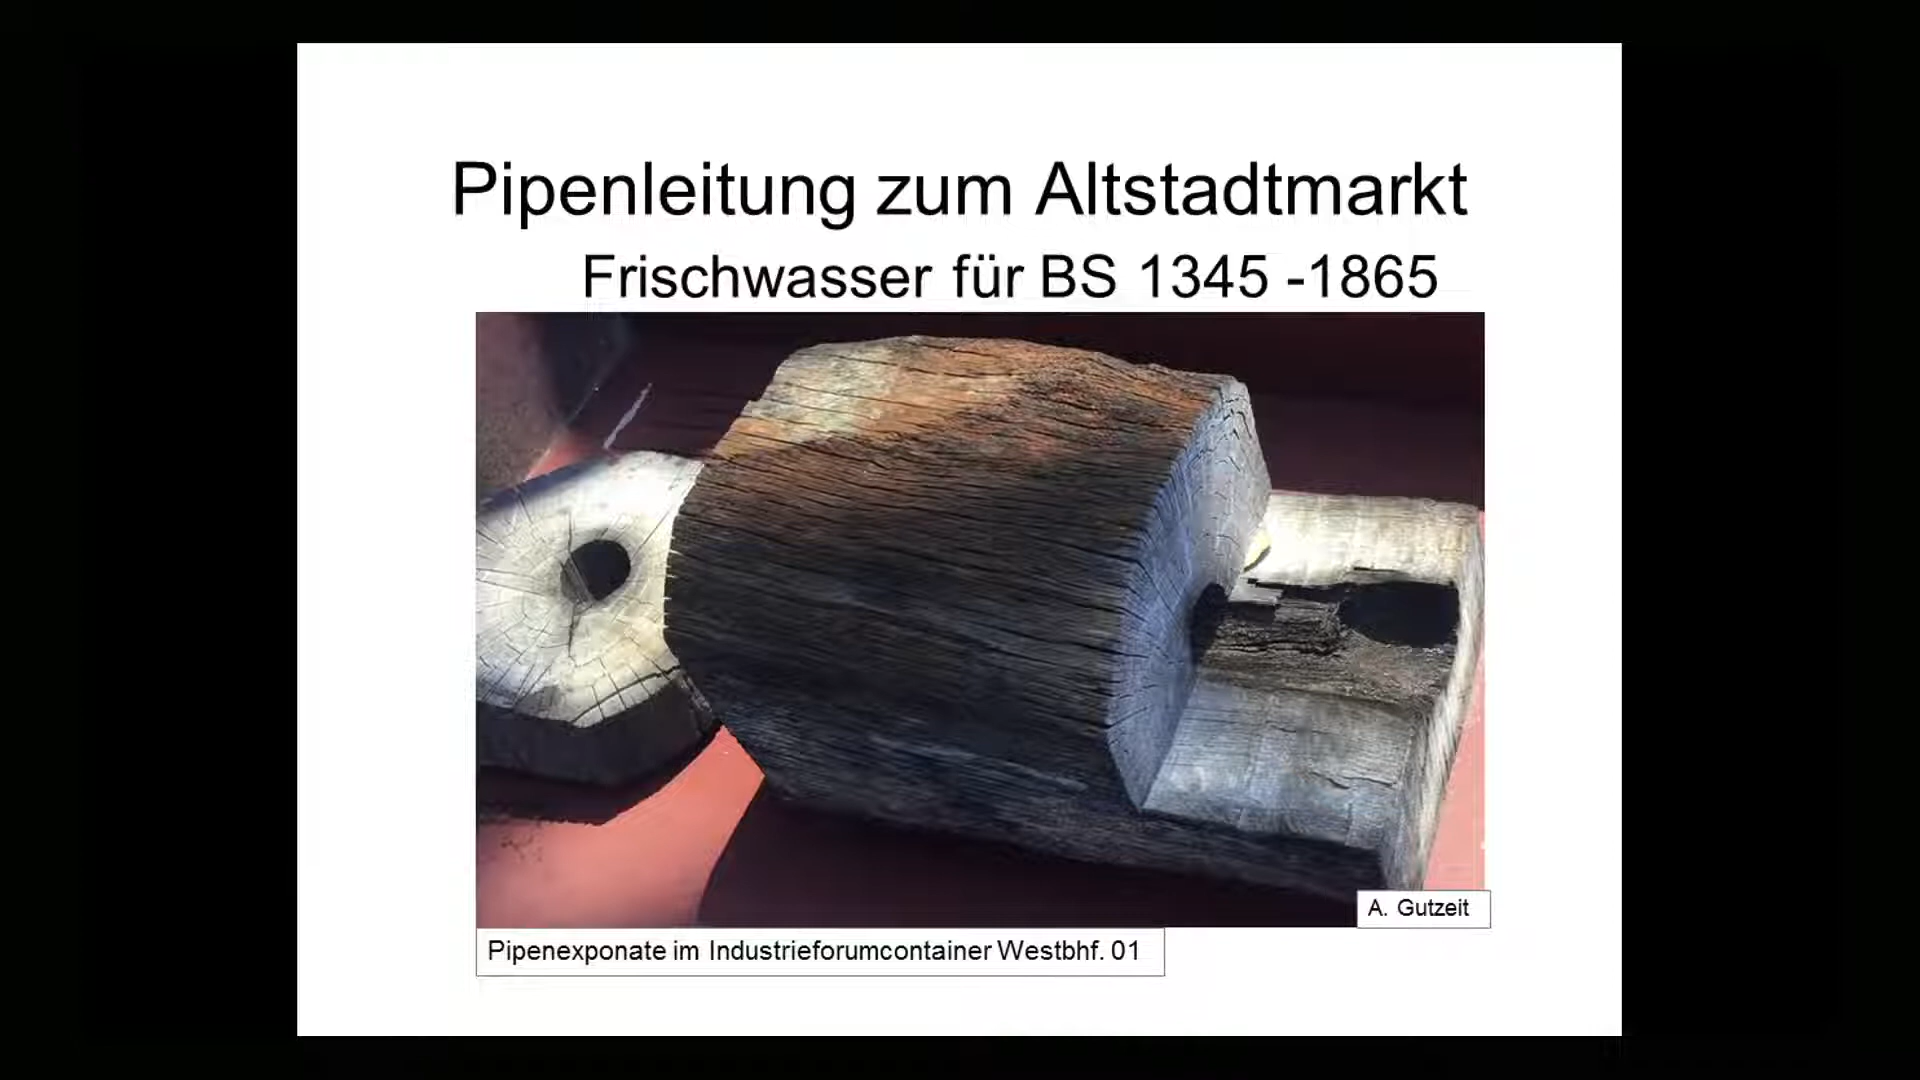 Pipenleitung zum Altstadtmarkt
Frischwasser für BS 1345 -1865
A. Gutzeit
Pipenexponate im Industrieforumcontainer Westbhf. 01